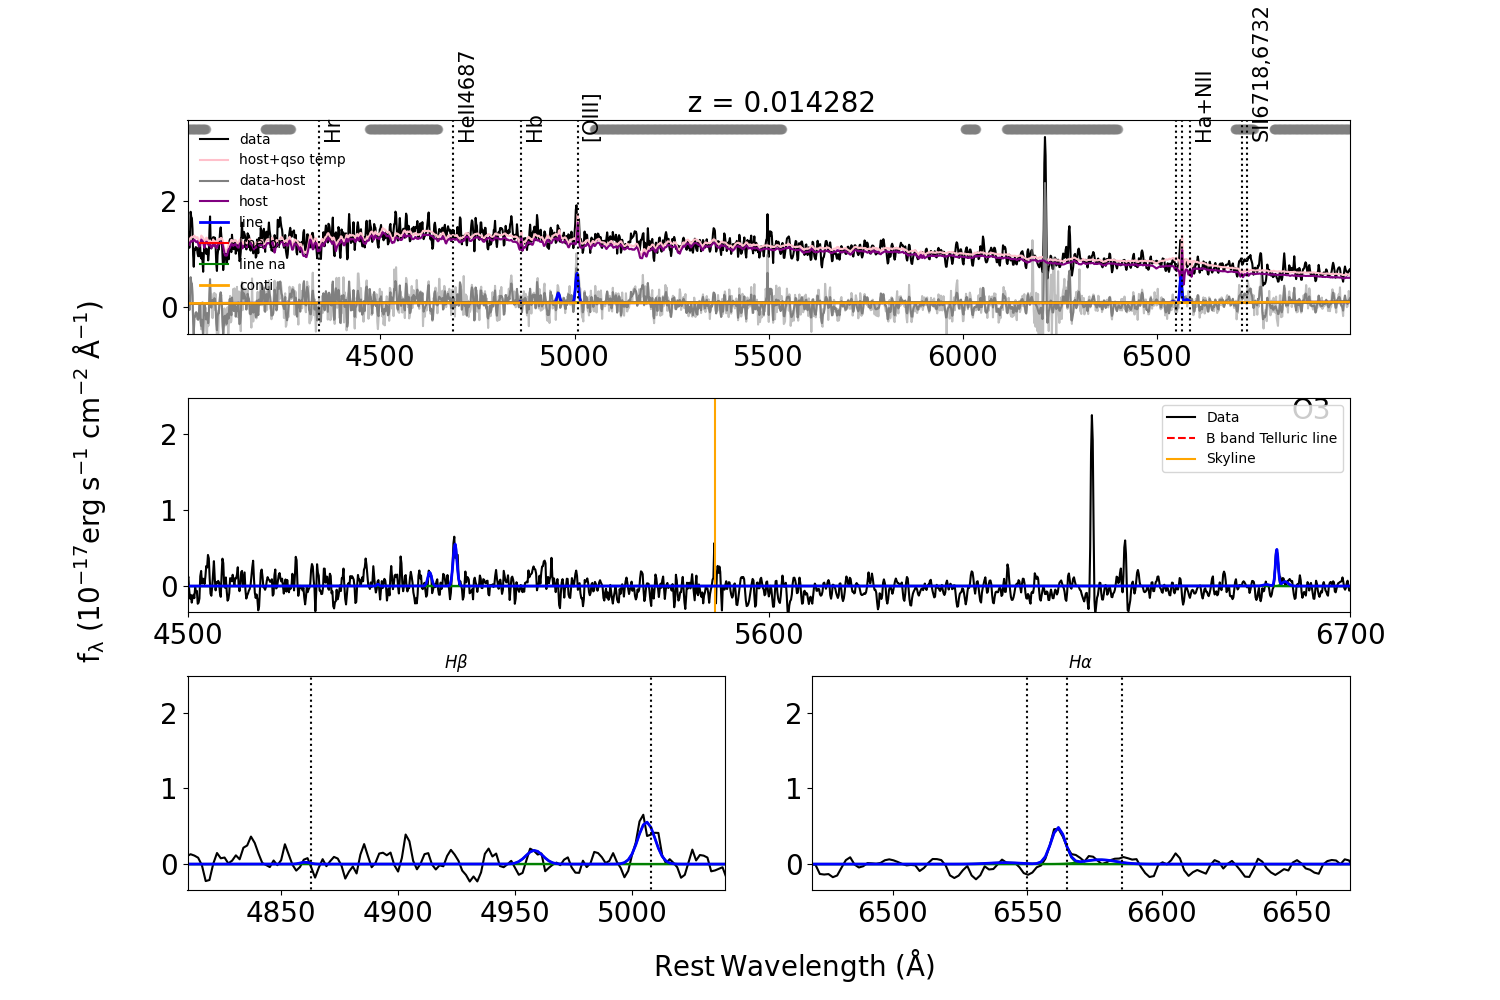 z = 0.014282
Hr
HeII4687
Hb
[OIII]
Ha+NII
SII6718,6732
data
host+qso temp
data-host
host
line
line na
conti
2
0
4500 5000 5500 6000 6500
fλ (10⁻¹⁷erg s⁻¹ cm⁻² Å⁻¹)
O3
Data
B band Telluric line
Skyline
2
1
0
4500 5600 6700
Hβ
2
1
0
4850 4900 4950 5000
Hα
2
1
0
6500 6550 6600 6650
Rest Wavelength (Å)